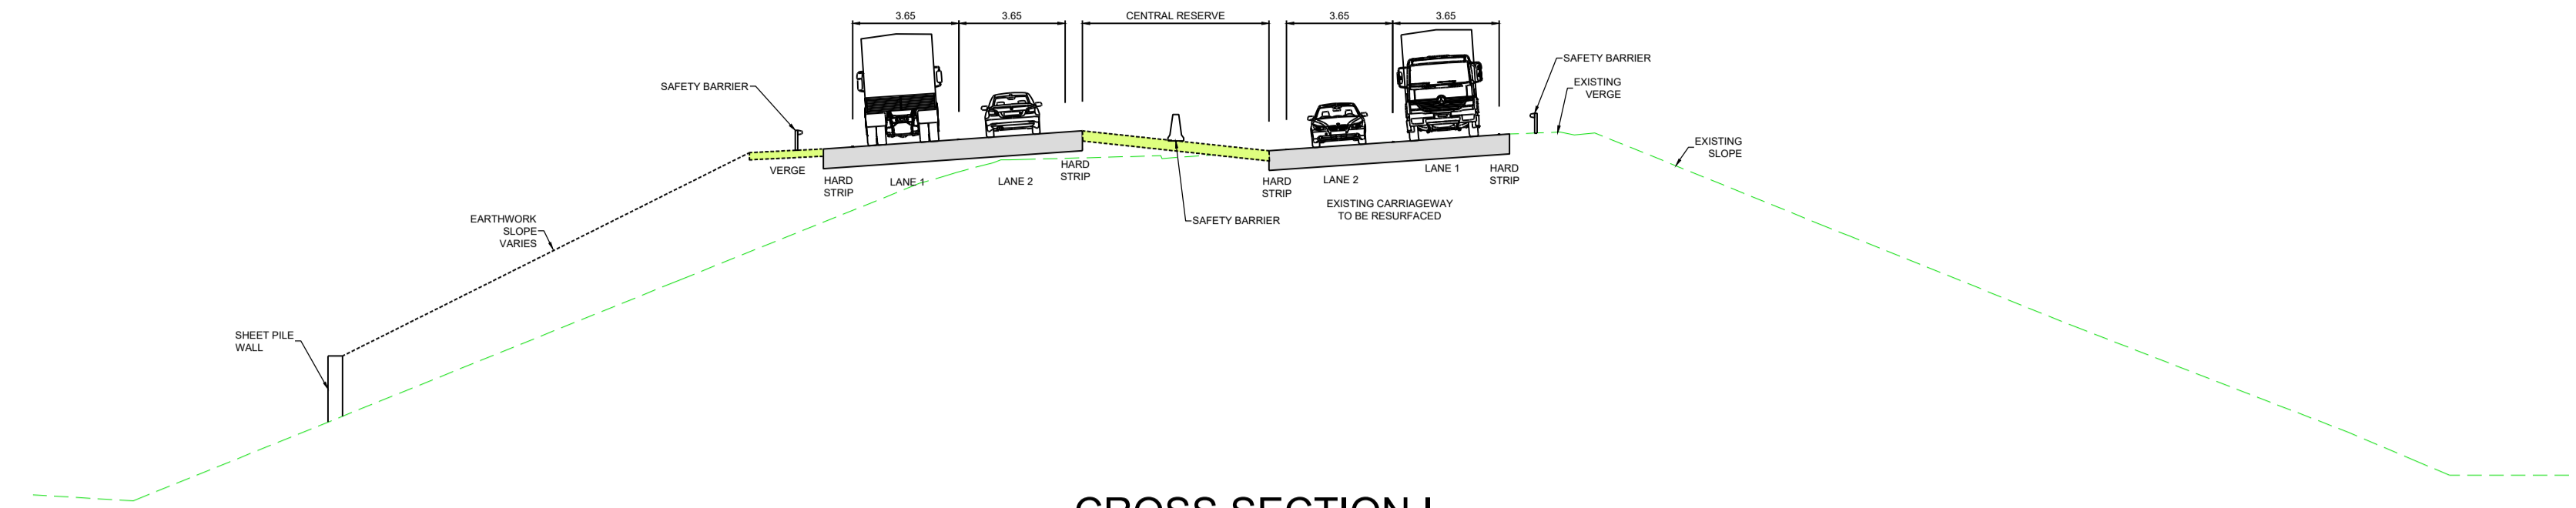 3.65
3.65
CENTRAL RESERVE
3.65
3.65
SAFETY BARRIER
SAFETY BARRIER
EXISTING
VERGE
EXISTING
SLOPE
VERGE
HARD
STRIP
LANE 1
LANE 2
HARD
STRIP
HARD
STRIP
LANE 2
LANE 1
HARD
STRIP
EXISTING CARRIAGEWAY
TO BE RESURFACED
SAFETY BARRIER
EARTHWORK
SLOPE
VARIES
SHEET PILE
WALL